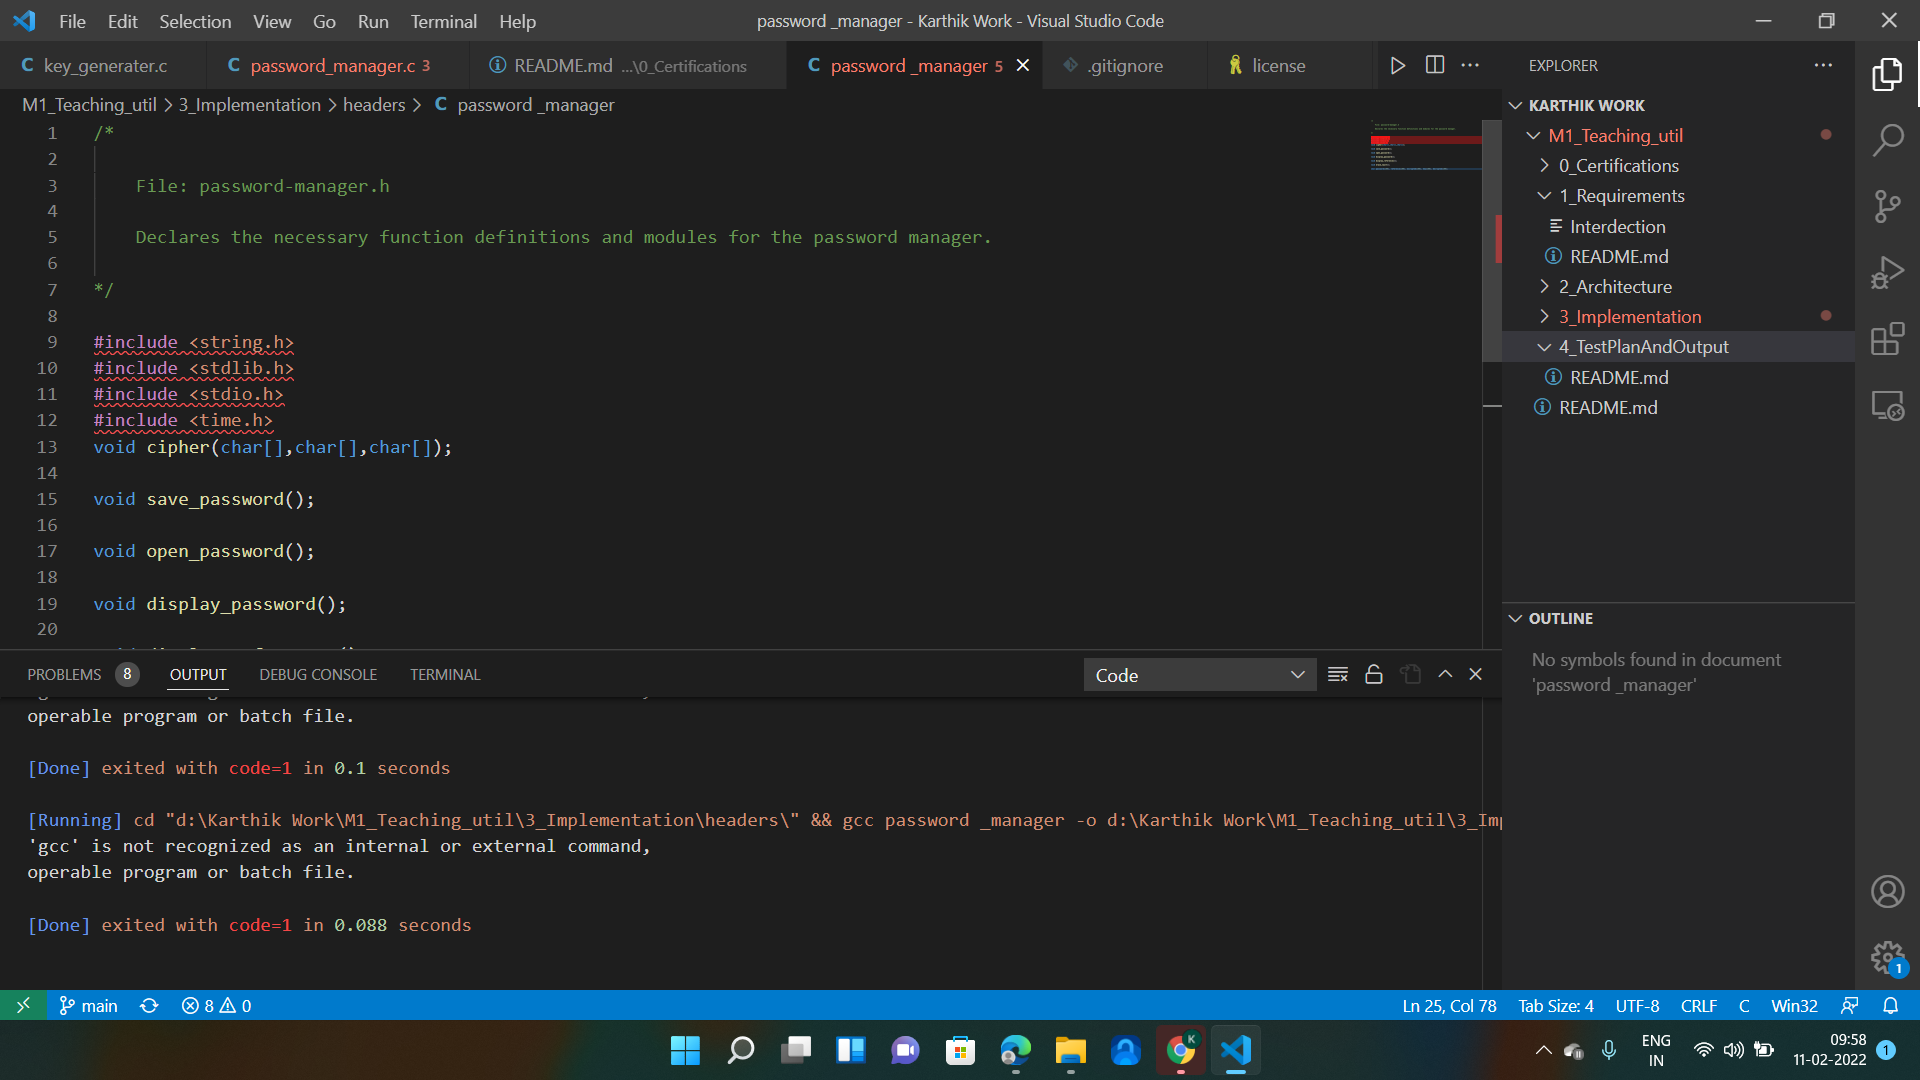 File Edit Selection View Go Run Terminal Help
password _manager - Karthik Work - Visual Studio Code
key_generater.c
password_manager.c 3
README.md ...\0_Certifications
password _manager 5
.gitignore
license
M1_Teaching_util > 3_Implementation > headers > C password _manager
1 /*
2
3 File: password-manager.h
4
5 Declares the necessary function definitions and modules for the password manager.
6
7 */
8
9 #include <string.h>
10 #include <stdlib.h>
11 #include <stdio.h>
12 #include <time.h>
13 void cipher(char[],char[],char[]);
14
15 void save_password();
16
17 void open_password();
18
19 void display_password();
20
EXPLORER
KARTHIK WORK
M1_Teaching_util
0_Certifications
1_Requirements
Interdection
README.md
2_Architecture
3_Implementation
4_TestPlanAndOutput
README.md
README.md
OUTLINE
No symbols found in document
'password _manager'
PROBLEMS 8 OUTPUT DEBUG CONSOLE TERMINAL
Code
operable program or batch file.
[Done] exited with code=1 in 0.1 seconds
[Running] cd "d:\Karthik Work\M1_Teaching_util\3_Implementation\headers\" && gcc password _manager -o d:\Karthik Work\M1_Teaching_util\3_Im
'gcc' is not recognized as an internal or external command,
operable program or batch file.
[Done] exited with code=1 in 0.088 seconds
main
8 0
Ln 25, Col 78 Tab Size: 4 UTF-8 CRLF C Win32
1
K
ENG
IN
09:58
11-02-2022
1